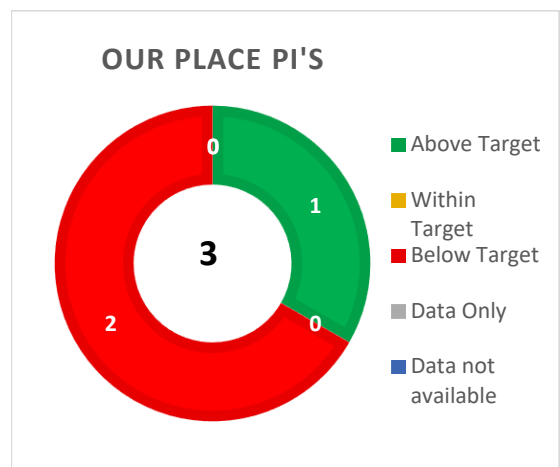 OUR PLACE PI'S
0
1
3
0
2
Above Target
Within
Target
Below Target
Data Only
Data not
available